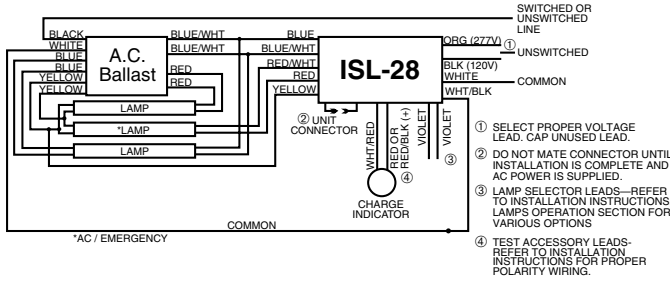 SWITCHED OR
UNSWITCHED
LINE
BLACK
WHITE
BLUE
BLUE
YELLOW
YELLOW
A.C.
Ballast
BLUE/WHT
BLUE/WHT
RED
RED
BLUE
BLUE/WHT
RED/WHT
RED
YELLOW
ISL-28
ORG (277V)
① UNSWITCHED
BLK (120V)
WHITE
COMMON
WHT/BLK
LAMP
*LAMP
LAMP
② UNIT
CONNECTOR
WHT/RED
RED OR
RED/BLK (+)
VIOLET
VIOLET
③
④
CHARGE
INDICATOR
COMMON
*AC / EMERGENCY
① SELECT PROPER VOLTAGE
LEAD. CAP UNUSED LEAD.
② DO NOT MATE CONNECTOR UNTIL
INSTALLATION IS COMPLETE AND
AC POWER IS SUPPLIED.
③ LAMP SELECTOR LEADS—REFER
TO INSTALLATION INSTRUCTIONS
LAMPS OPERATION SECTION FOR
VARIOUS OPTIONS
④ TEST ACCESSORY LEADS-
REFER TO INSTALLATION
INSTRUCTIONS FOR PROPER
POLARITY WIRING.